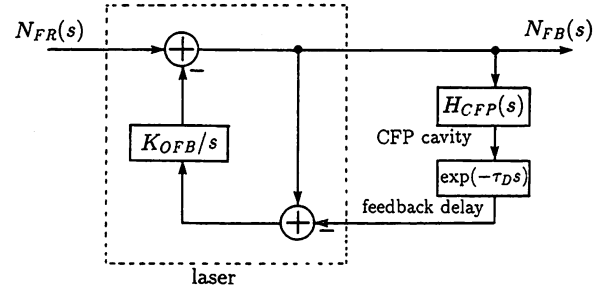 N_{FR}(s)
N_{FB}(s)
+
−
H_{CFP}(s)
CFP cavity
K_{OFB}/s
exp(−τ_D s)
feedback delay
+
−
laser